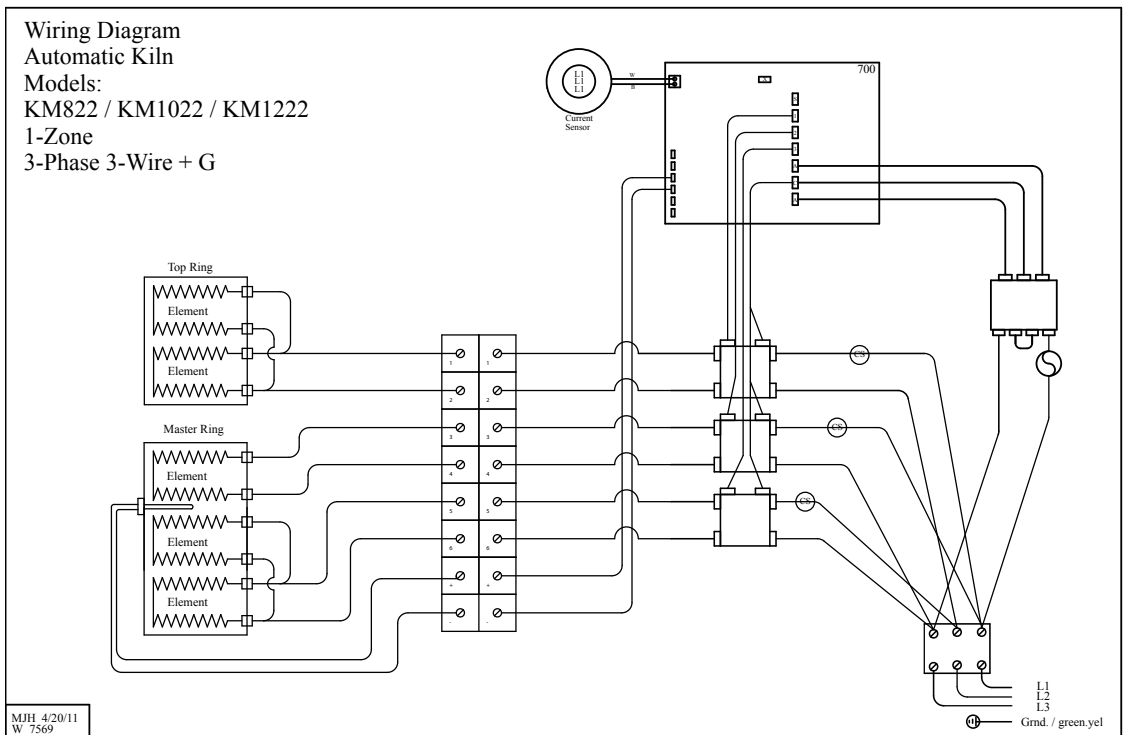 Wiring Diagram
Automatic Kiln
Models:
KM822 / KM1022 / KM1222
1-Zone
3-Phase 3-Wire + G
L1
L1
L1
W
B
Current
Sensor
700
Top Ring
Element
Element
Master Ring
Element
Element
Element
1
1
2
2
3
3
4
4
5
5
6
6
+
+
-
-
CS
CS
CS
L1
L2
L3
Grnd. / green.yel
MJH 4/20/11
W 7569